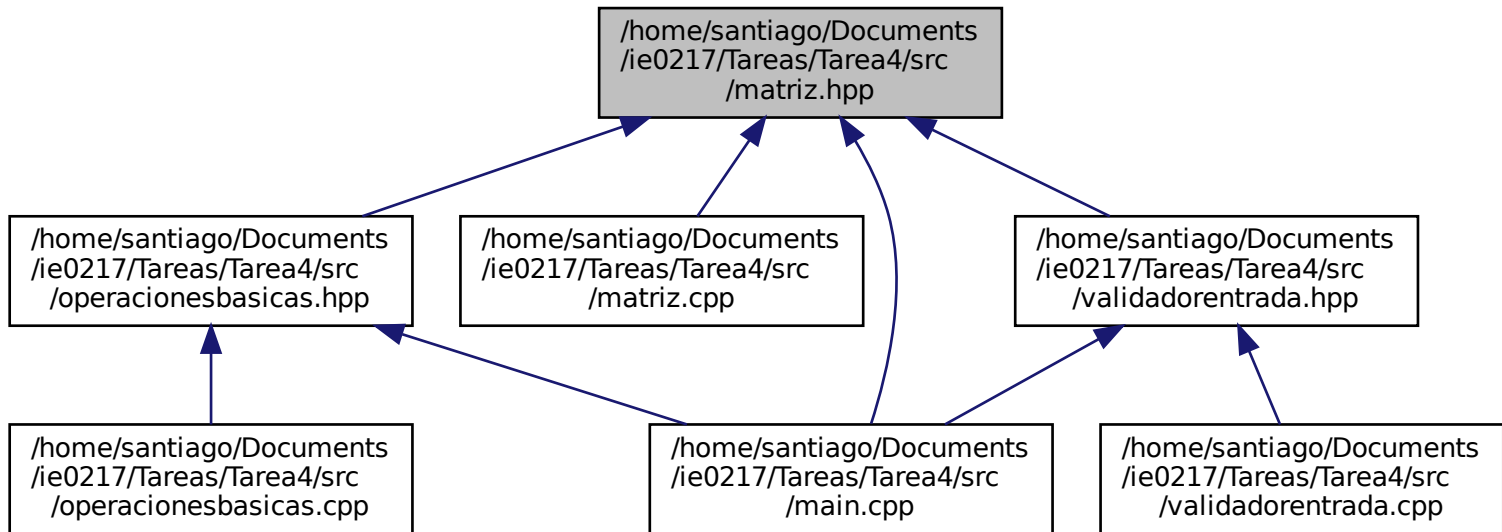 /home/santiago/Documents
/ie0217/Tareas/Tarea4/src
/matriz.hpp
/home/santiago/Documents
/ie0217/Tareas/Tarea4/src
/operacionesbasicas.hpp
/home/santiago/Documents
/ie0217/Tareas/Tarea4/src
/matriz.cpp
/home/santiago/Documents
/ie0217/Tareas/Tarea4/src
/validadorentrada.hpp
/home/santiago/Documents
/ie0217/Tareas/Tarea4/src
/operacionesbasicas.cpp
/home/santiago/Documents
/ie0217/Tareas/Tarea4/src
/main.cpp
/home/santiago/Documents
/ie0217/Tareas/Tarea4/src
/validadorentrada.cpp